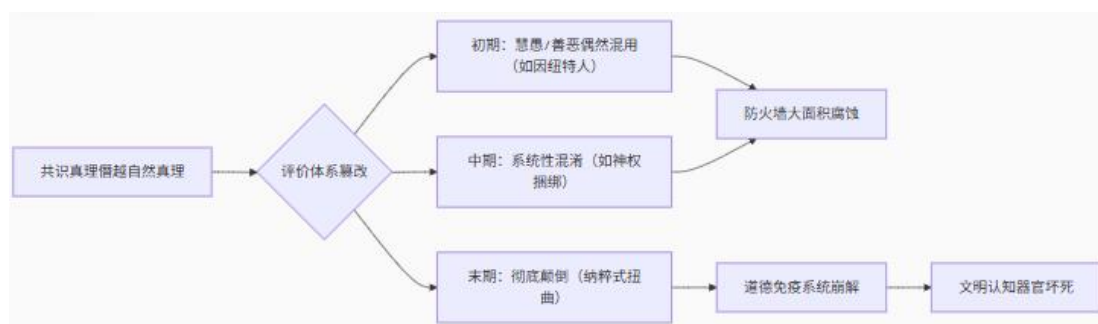 共识真理僭越自然真理
评价体系篡改
初期：慧愚/善恶偶然混用
（如因纽特人）
中期：系统性混淆（如神权
捆绑）
末期：彻底颠倒（纳粹式扭
曲）
防火墙大面积腐蚀
道德免疫系统崩解
文明认知器官坏死